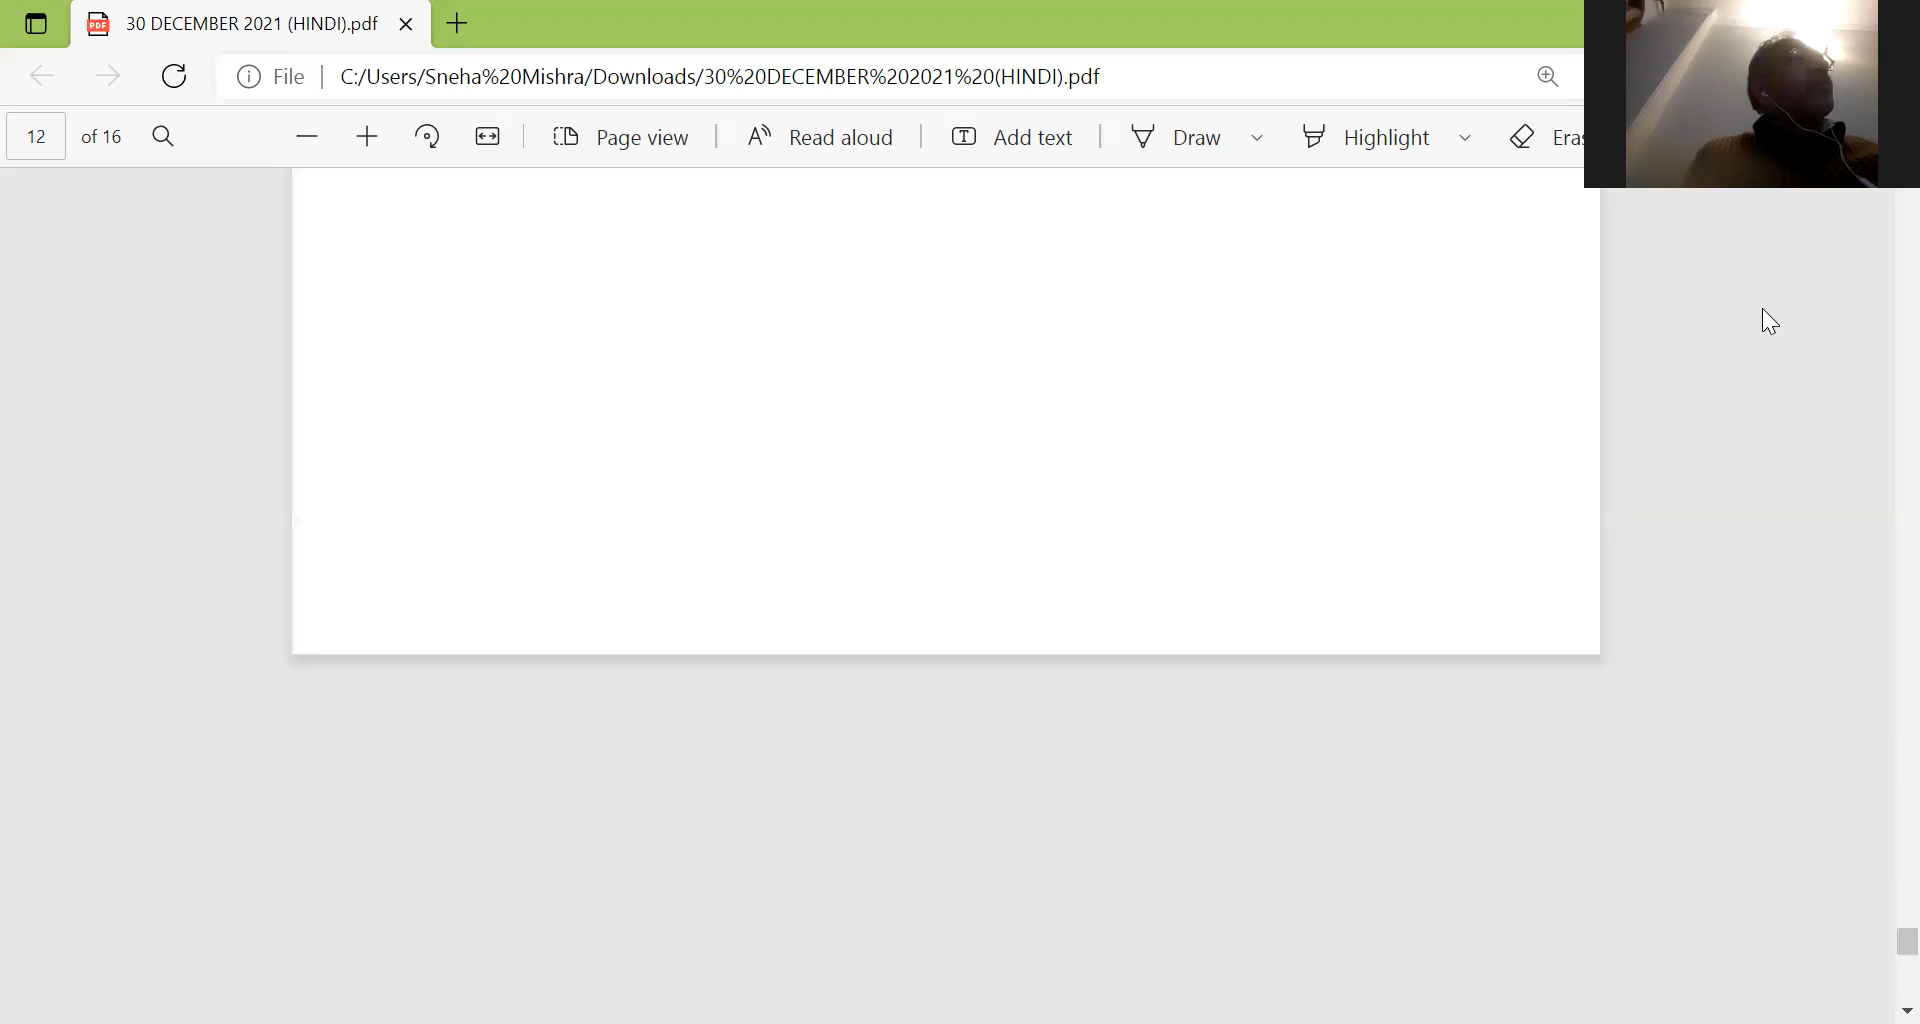 30 DECEMBER 2021 (HINDI).pdf
File
C:/Users/Sneha%20Mishra/Downloads/30%20DECEMBER%202021%20(HINDI).pdf
12 of 16
Page view
Read aloud
Add text
Draw
Highlight
Eras